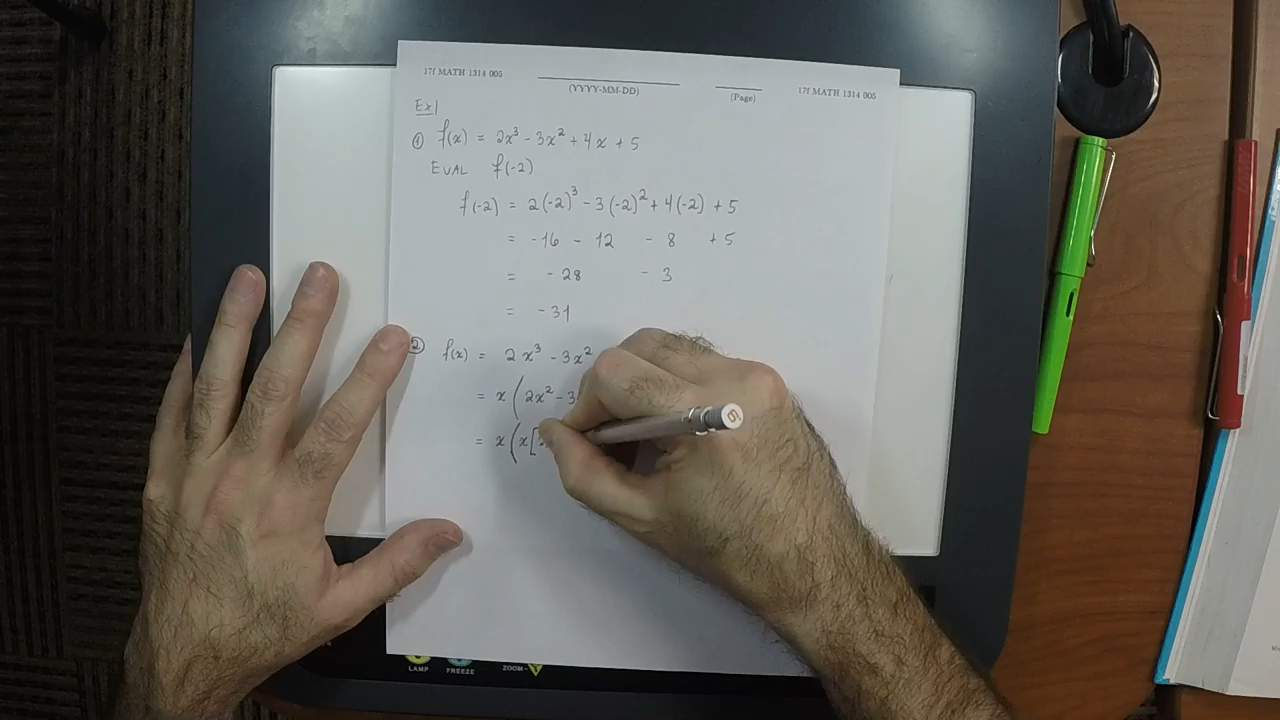 17f MATH 1314 005 (YYYY-MM-DD) (Page) 17f MATH 1314 005
Ex1
① f(x) = 2x³ - 3x² + 4x + 5
EVAL f(-2)
f(-2) = 2(-2)³ - 3(-2)² + 4(-2) + 5
= -16 - 12 - 8 + 5
= -28 - 3
= -31
② f(x) = 2x³ - 3x²
= x(2x² - 3
= x(x[
LAMP FREEZE ZOOM